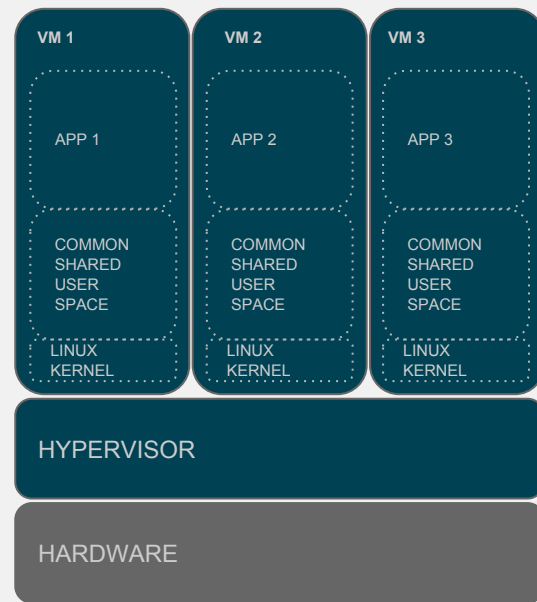 VM 1
APP 1
COMMON
SHARED
USER
SPACE
LINUX
KERNEL
VM 2
APP 2
COMMON
SHARED
USER
SPACE
LINUX
KERNEL
VM 3
APP 3
COMMON
SHARED
USER
SPACE
LINUX
KERNEL
HYPERVISOR
HARDWARE